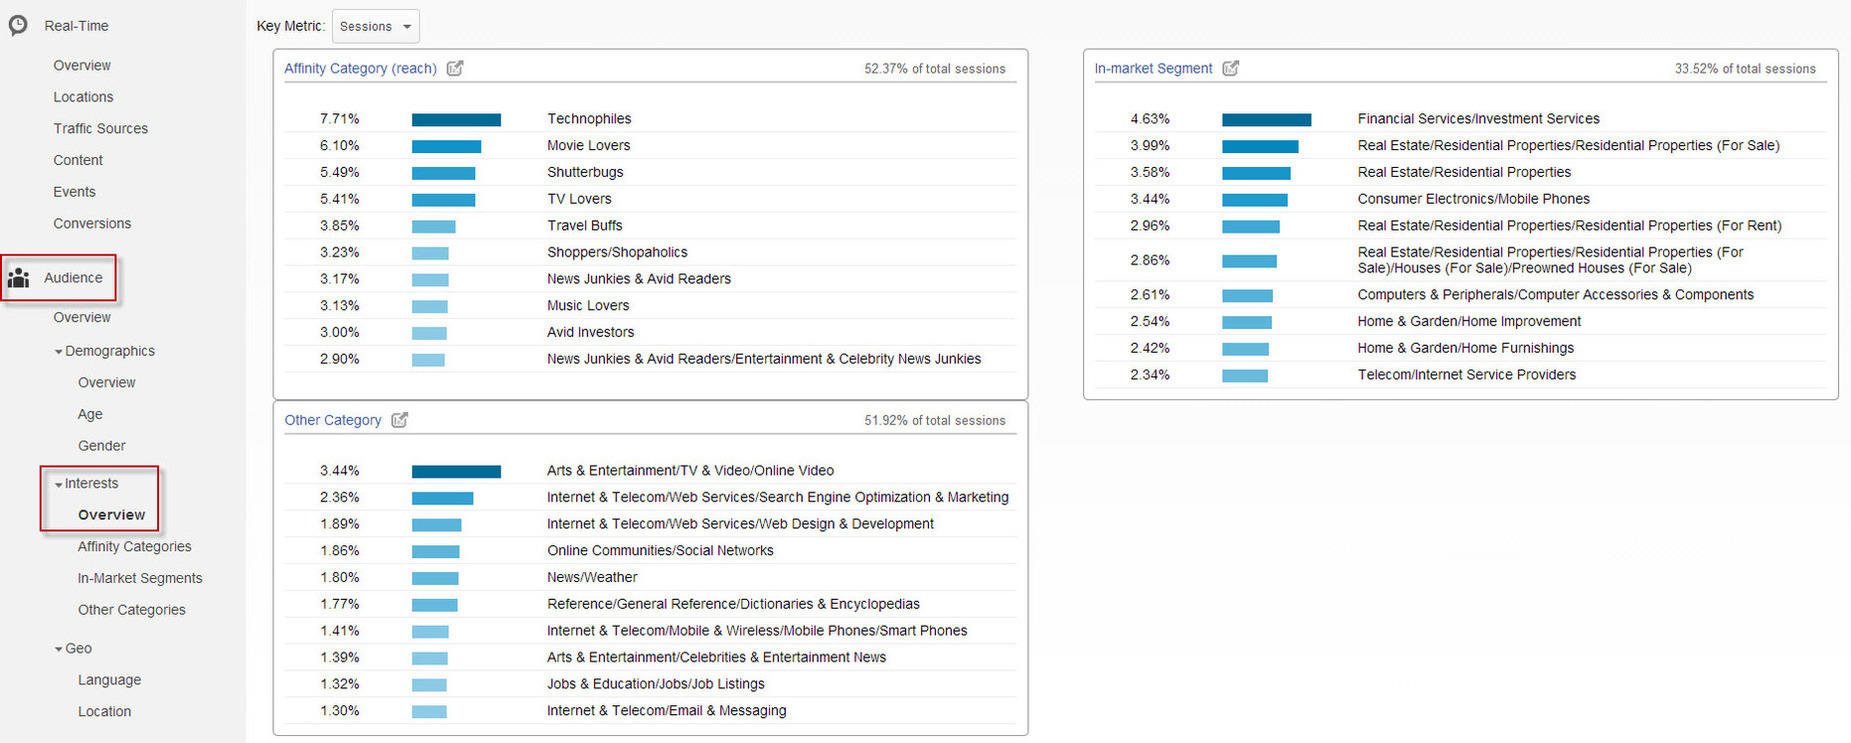 Real-Time
Overview
Locations
Traffic Sources
Content
Events
Conversions
Audience
Overview
Demographics
Overview
Age
Gender
Interests
Overview
Affinity Categories
In-Market Segments
Other Categories
Geo
Language
Location
Key Metric: Sessions
Affinity Category (reach) 52.37% of total sessions
7.71% Technophiles
6.10% Movie Lovers
5.49% Shutterbugs
5.41% TV Lovers
3.85% Travel Buffs
3.23% Shoppers/Shopaholics
3.17% News Junkies & Avid Readers
3.13% Music Lovers
3.00% Avid Investors
2.90% News Junkies & Avid Readers/Entertainment & Celebrity News Junkies
In-market Segment 33.52% of total sessions
4.63% Financial Services/Investment Services
3.99% Real Estate/Residential Properties/Residential Properties (For Sale)
3.58% Real Estate/Residential Properties
3.44% Consumer Electronics/Mobile Phones
2.96% Real Estate/Residential Properties/Residential Properties (For Rent)
2.86% Real Estate/Residential Properties/Residential Properties (For
Sale)/Houses (For Sale)/Preowned Houses (For Sale)
2.61% Computers & Peripherals/Computer Accessories & Components
2.54% Home & Garden/Home Improvement
2.42% Home & Garden/Home Furnishings
2.34% Telecom/Internet Service Providers
Other Category 51.92% of total sessions
3.44% Arts & Entertainment/TV & Video/Online Video
2.36% Internet & Telecom/Web Services/Search Engine Optimization & Marketing
1.89% Internet & Telecom/Web Services/Web Design & Development
1.86% Online Communities/Social Networks
1.80% News/Weather
1.77% Reference/General Reference/Dictionaries & Encyclopedias
1.41% Internet & Telecom/Mobile & Wireless/Mobile Phones/Smart Phones
1.39% Arts & Entertainment/Celebrities & Entertainment News
1.32% Jobs & Education/Jobs/Job Listings
1.30% Internet & Telecom/Email & Messaging